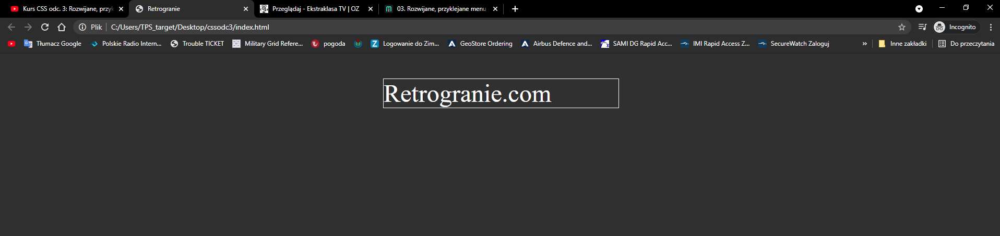 Kurs CSS odc. 3: Rozwijane, przyk
Retrogranie
Przeglądaj - Ekstraklasa TV | OZ
03. Rozwijane, przyklejane menu
Plik
C:/Users/TPS_target/Desktop/cssodc3/index.html
Incognito
Tłumacz Google
Polskie Radio Intern...
Trouble TICKET
Military Grid Refere...
pogoda
Logowanie do Zim...
GeoStore Ordering
Airbus Defence and...
SAMI DG Rapid Acc...
IMI Rapid Access Z...
SecureWatch Zaloguj
»
Inne zakładki
Do przeczytania
Retrogranie.com